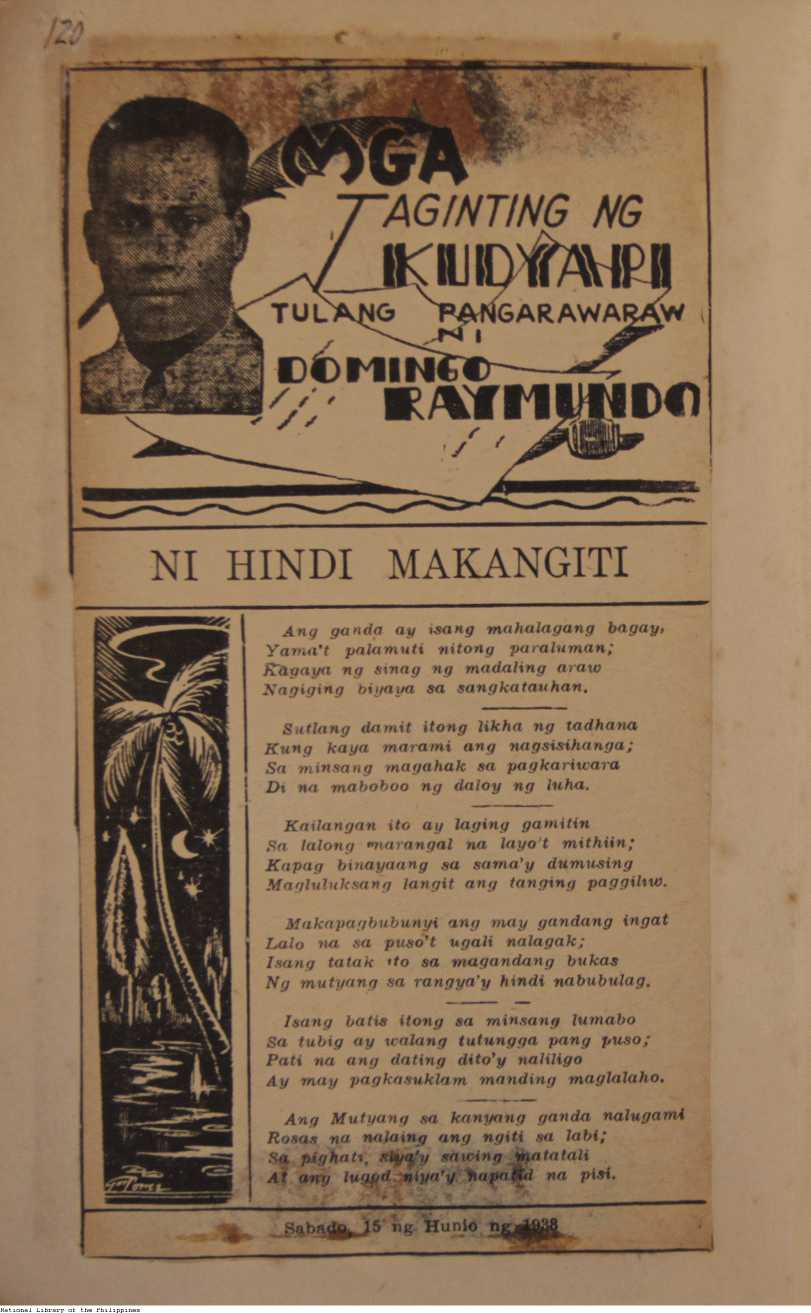 120
MGA
TAGINTING NG
KUDYAPI
TULANG PANGARAWARAW
NI
DOMINGO
RAYMUNDO
NI HINDI MAKANGITI
Ang ganda ay isang mahalagang bagay,
Yama't palamuti nitong paraluman;
Kagaya ng sinag ng madaling araw
Nagiging biyaya sa sangkatauhan.
Sutlang damit itong likha ng tadhana
Kung kaya marami ang nagsisihanga;
Sa minsang magahak sa pagkariwara
Di na maboboo ng daloy ng luha.
Kailangan ito ay laging gamitin
Sa lalong marangal na layo't mithiin;
Kapag binayaang sa sama'y dumusing
Magluluksang langit ang tanging paggiliw.
Makapagbubunyi ang may gandang ingat
Lalo na sa puso't ugali nalagak;
Isang tatak ito sa magandang bukas
Ng mutyang sa rangya'y hindi nabubulag.
Isang batis itong sa minsang lumabo
Sa tubig ay walang tutungga pang puso;
Pati na ang dating dito'y naliligo
Ay may pagkasuklam manding maglalaho.
Ang Mutyang sa kanyang ganda nalugami
Rosas na nalaing ang ngiti sa labi;
Sa pighati, siya'y sawing matatali
At ang lugod niya'y napatid na pisi.
Sabado, 15 ng Hunio ng 1938
National Library of the Philippines